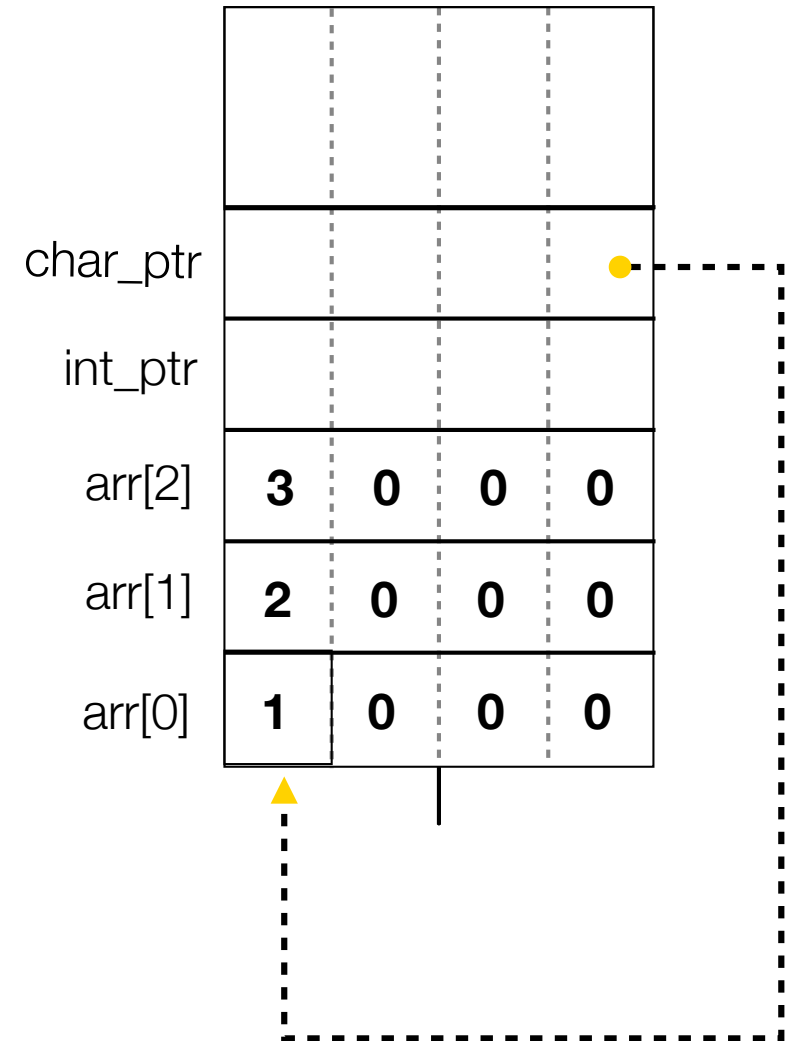 char_ptr
int_ptr
arr[2] 3 0 0 0
arr[1] 2 0 0 0
arr[0] 1 0 0 0